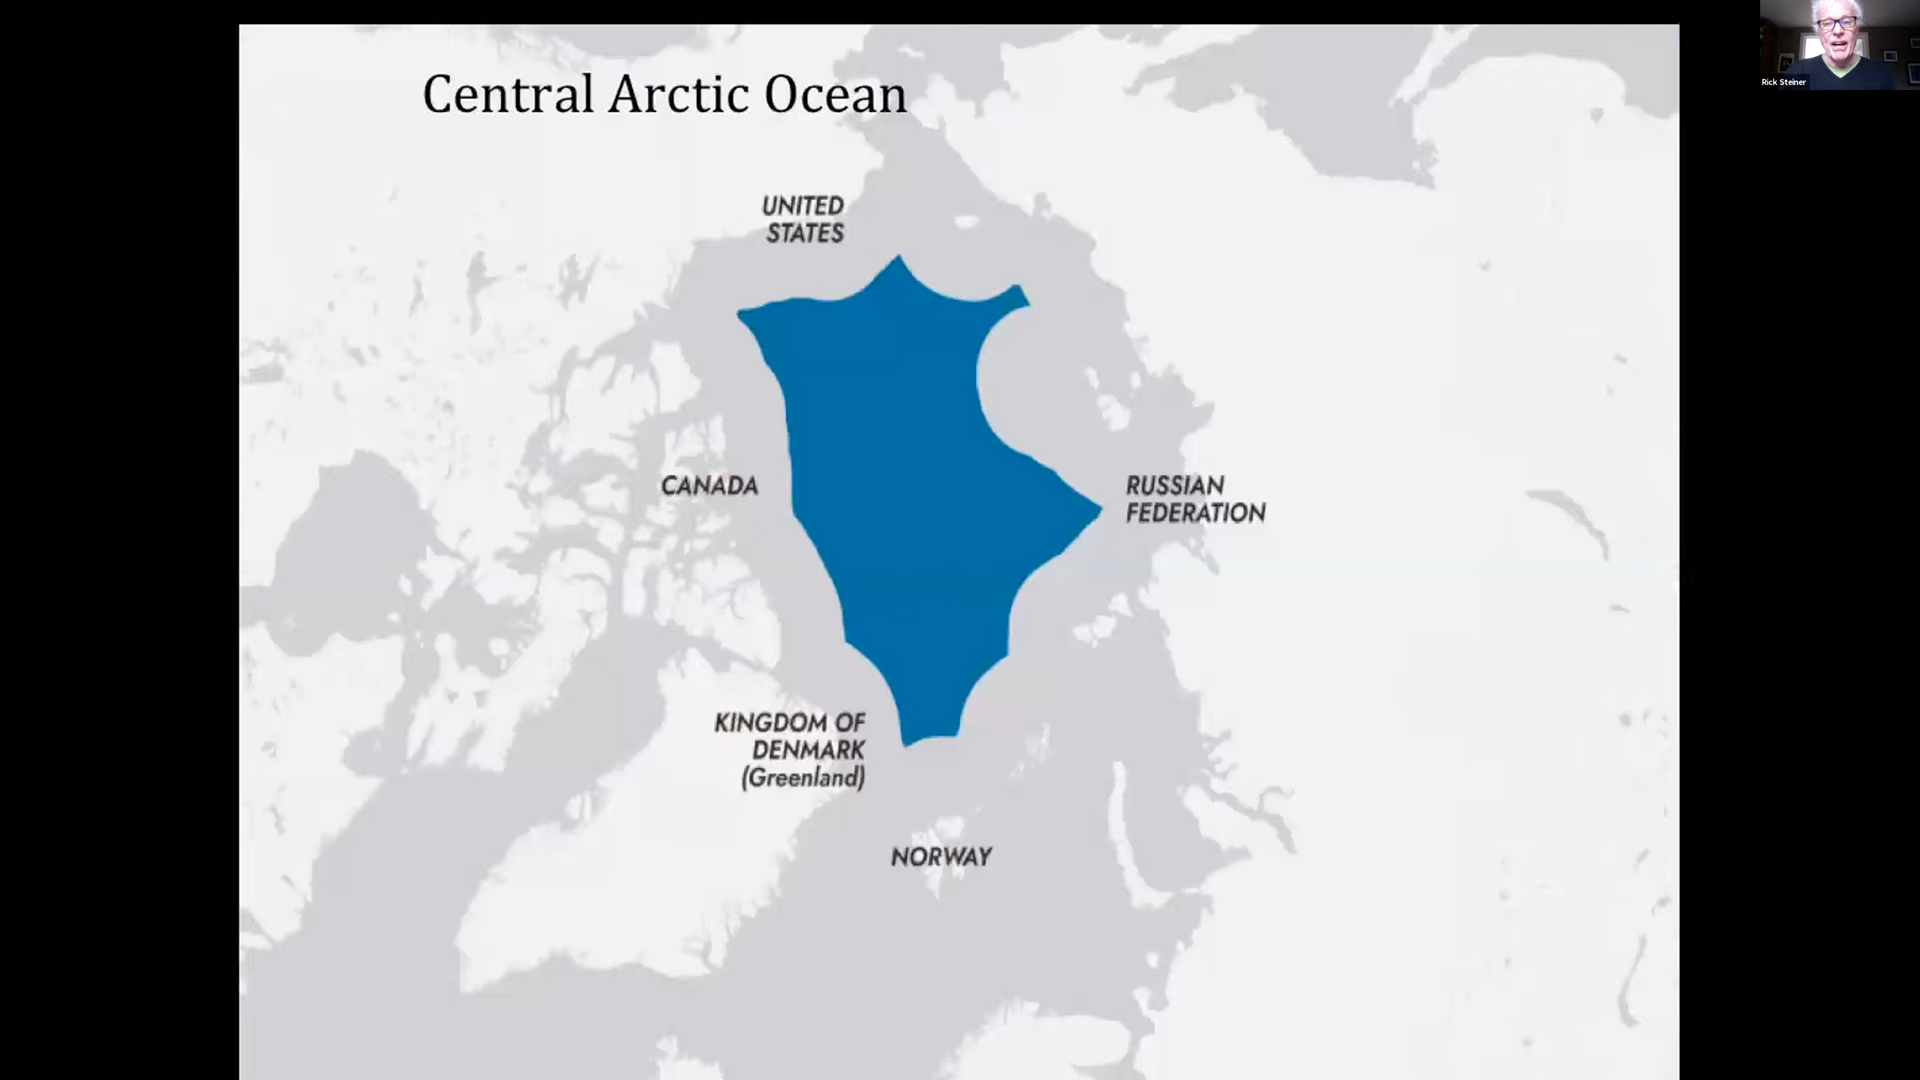 Central Arctic Ocean
Rick Steiner
UNITED
STATES
CANADA
RUSSIAN
FEDERATION
KINGDOM OF
DENMARK
(Greenland)
NORWAY